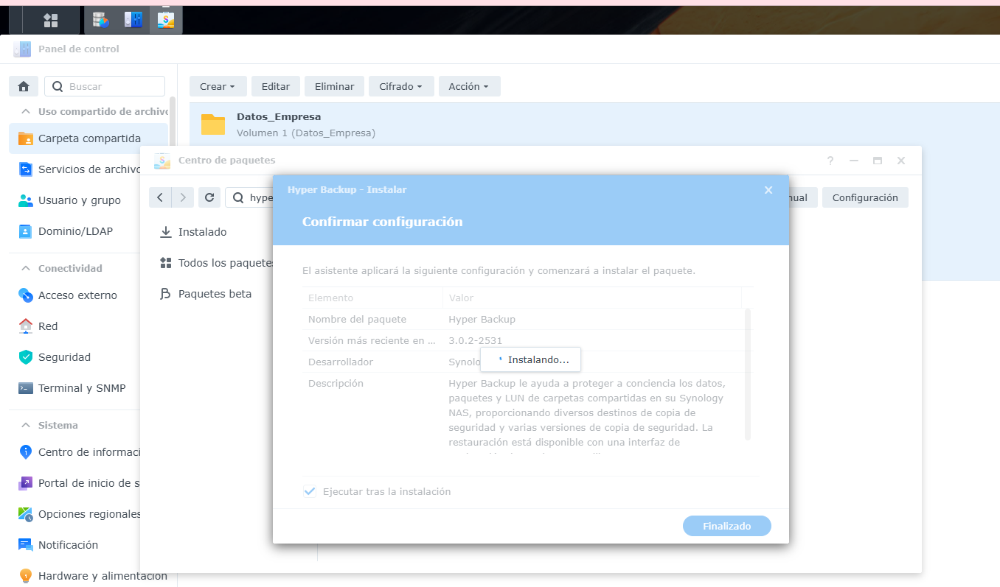 Panel de control
Buscar
Crear
Editar
Eliminar
Cifrado
Acción
Uso compartido de archivo
Datos_Empresa
Volumen 1 (Datos_Empresa)
Carpeta compartida
Servicios de archivo
Usuario y grupo
Dominio/LDAP
Conectividad
Acceso externo
Red
Seguridad
Terminal y SNMP
Sistema
Centro de informaci
Portal de inicio de s
Opciones regionales
Notificación
Hardware y alimentación
Centro de paquetes
?
hype
nual
Configuración
Instalado
Todos los paquetes
Paquetes beta
Hyper Backup - Instalar
Confirmar configuración
El asistente aplicará la siguiente configuración y comenzará a instalar el paquete.
Elemento
Valor
Nombre del paquete
Hyper Backup
Versión más reciente en ...
3.0.2-2531
Desarrollador
Synolo
Instalando...
Descripción
Hyper Backup le ayuda a proteger a conciencia los datos,
paquetes y LUN de carpetas compartidas en su Synology
NAS, proporcionando diversos destinos de copia de
seguridad y varias versiones de copia de seguridad. La
restauración está disponible con una interfaz de
Ejecutar tras la instalación
Finalizado